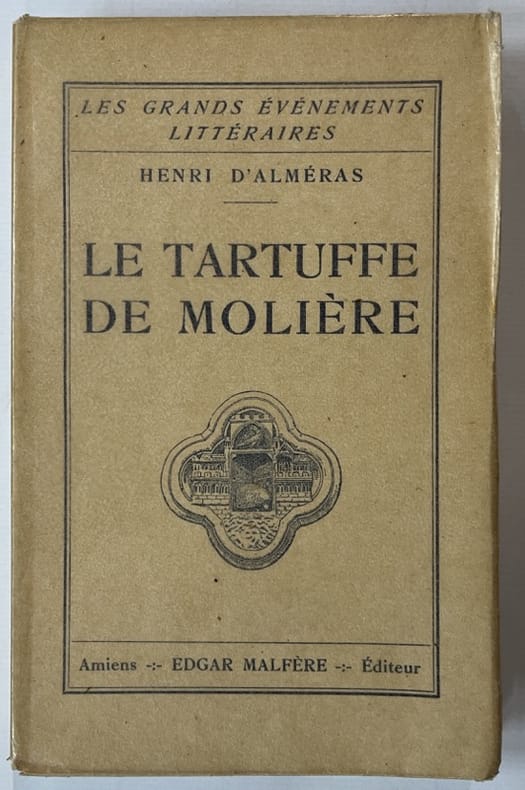 LES GRANDS ÉVÉNEMENTS
LITTÉRAIRES
HENRI D'ALMÉRAS
LE TARTUFFE
DE MOLIÈRE
Amiens -:- EDGAR MALFÈRE -:- Éditeur